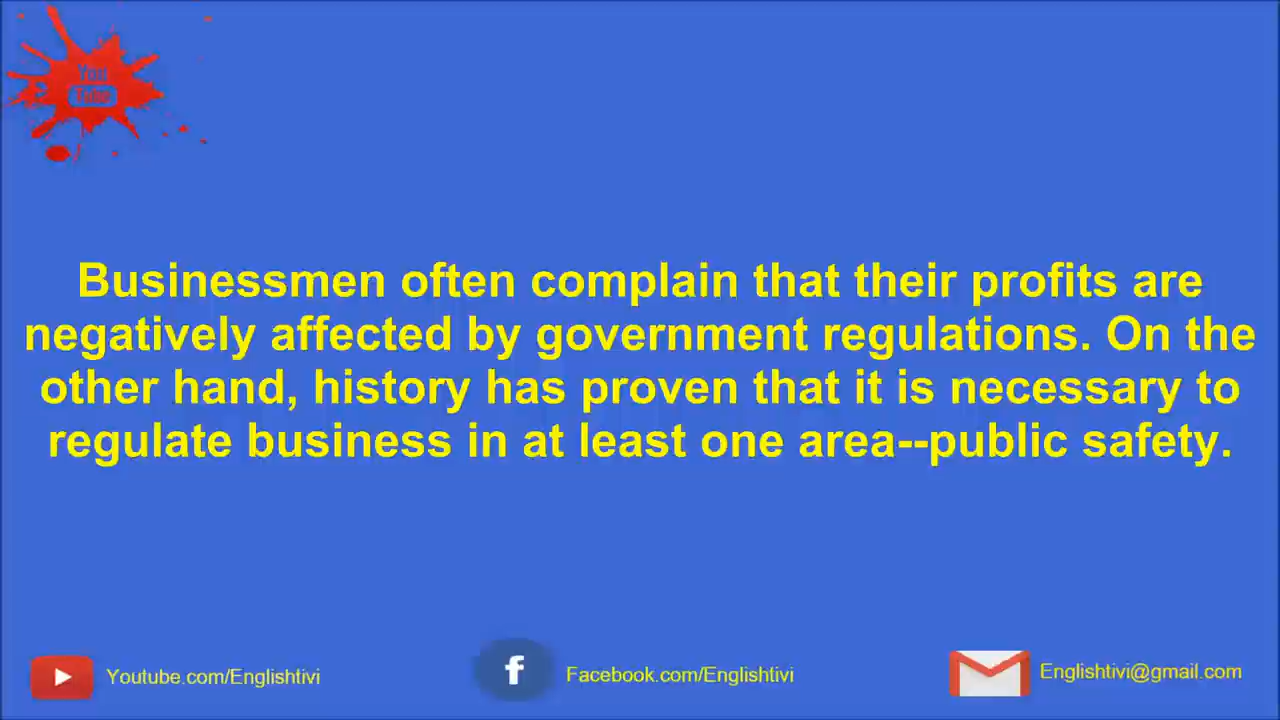 You
Tube
Businessmen often complain that their profits are
negatively affected by government regulations. On the
other hand, history has proven that it is necessary to
regulate business in at least one area--public safety.
Youtube.com/Englishtivi
f
Facebook.com/Englishtivi
Englishtivi@gmail.com